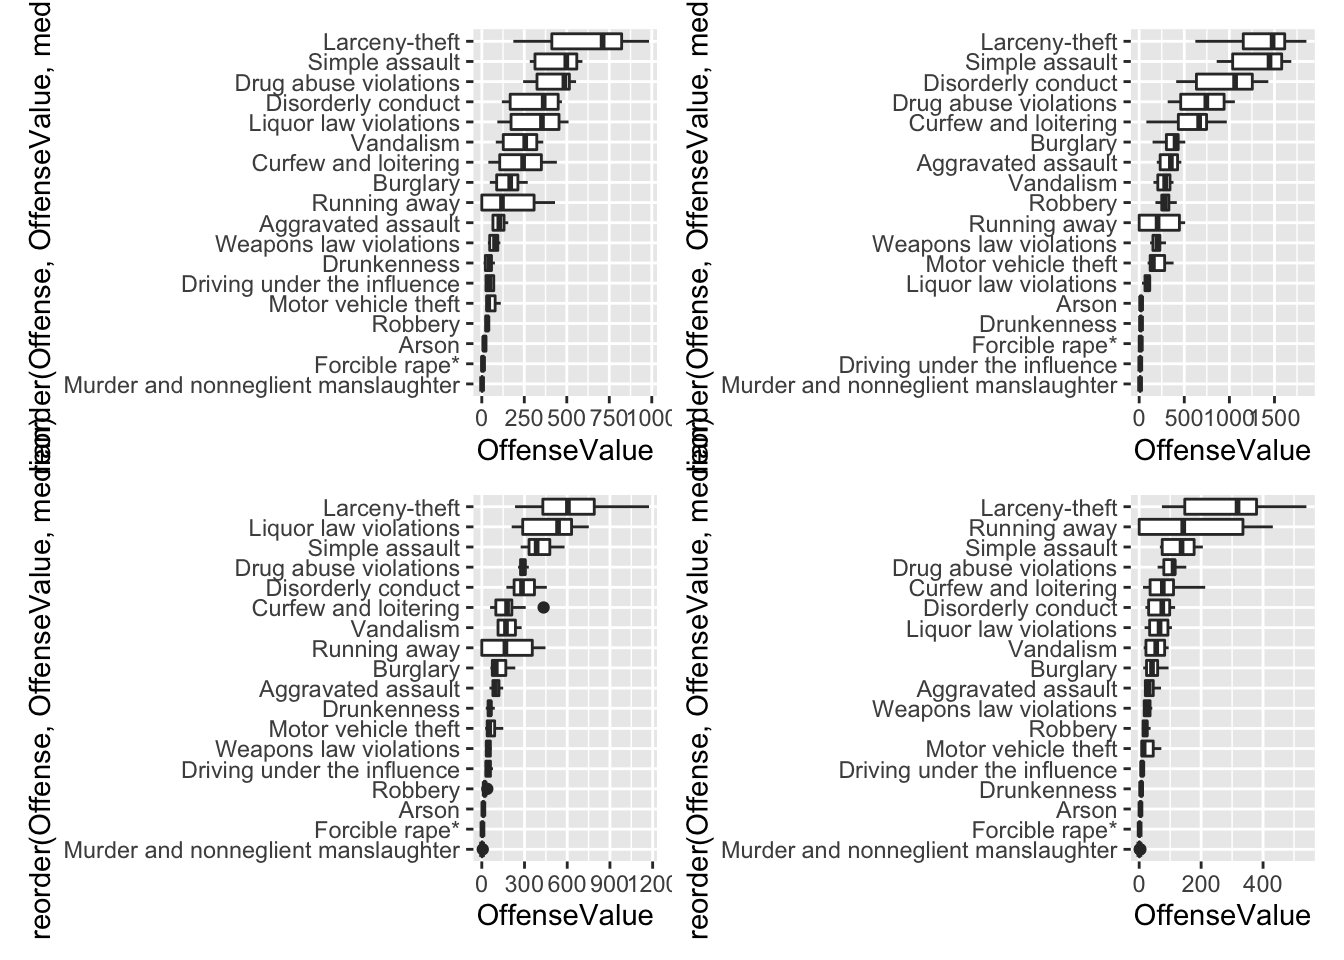 reorder(Offense, OffenseValue, med
Larceny-theft
Simple assault
Drug abuse violations
Disorderly conduct
Liquor law violations
Vandalism
Curfew and loitering
Burglary
Running away
Aggravated assault
Weapons law violations
Drunkenness
Driving under the influence
Motor vehicle theft
Robbery
Arson
Forcible rape*
Murder and nonneglient manslaughter
0 250 500 750 1000
OffenseValue
reorder(Offense, OffenseValue, med
Larceny-theft
Simple assault
Disorderly conduct
Drug abuse violations
Curfew and loitering
Burglary
Aggravated assault
Vandalism
Robbery
Running away
Weapons law violations
Motor vehicle theft
Liquor law violations
Arson
Drunkenness
Forcible rape*
Driving under the influence
Murder and nonneglient manslaughter
0 500 1000 1500
OffenseValue
reorder(Offense, OffenseValue, median)
Larceny-theft
Liquor law violations
Simple assault
Drug abuse violations
Disorderly conduct
Curfew and loitering
Vandalism
Running away
Burglary
Aggravated assault
Drunkenness
Motor vehicle theft
Weapons law violations
Driving under the influence
Robbery
Arson
Forcible rape*
Murder and nonneglient manslaughter
0 300 600 900 1200
OffenseValue
reorder(Offense, OffenseValue, median)
Larceny-theft
Running away
Simple assault
Drug abuse violations
Curfew and loitering
Disorderly conduct
Liquor law violations
Vandalism
Burglary
Aggravated assault
Weapons law violations
Robbery
Motor vehicle theft
Driving under the influence
Drunkenness
Arson
Forcible rape*
Murder and nonneglient manslaughter
0 200 400
OffenseValue